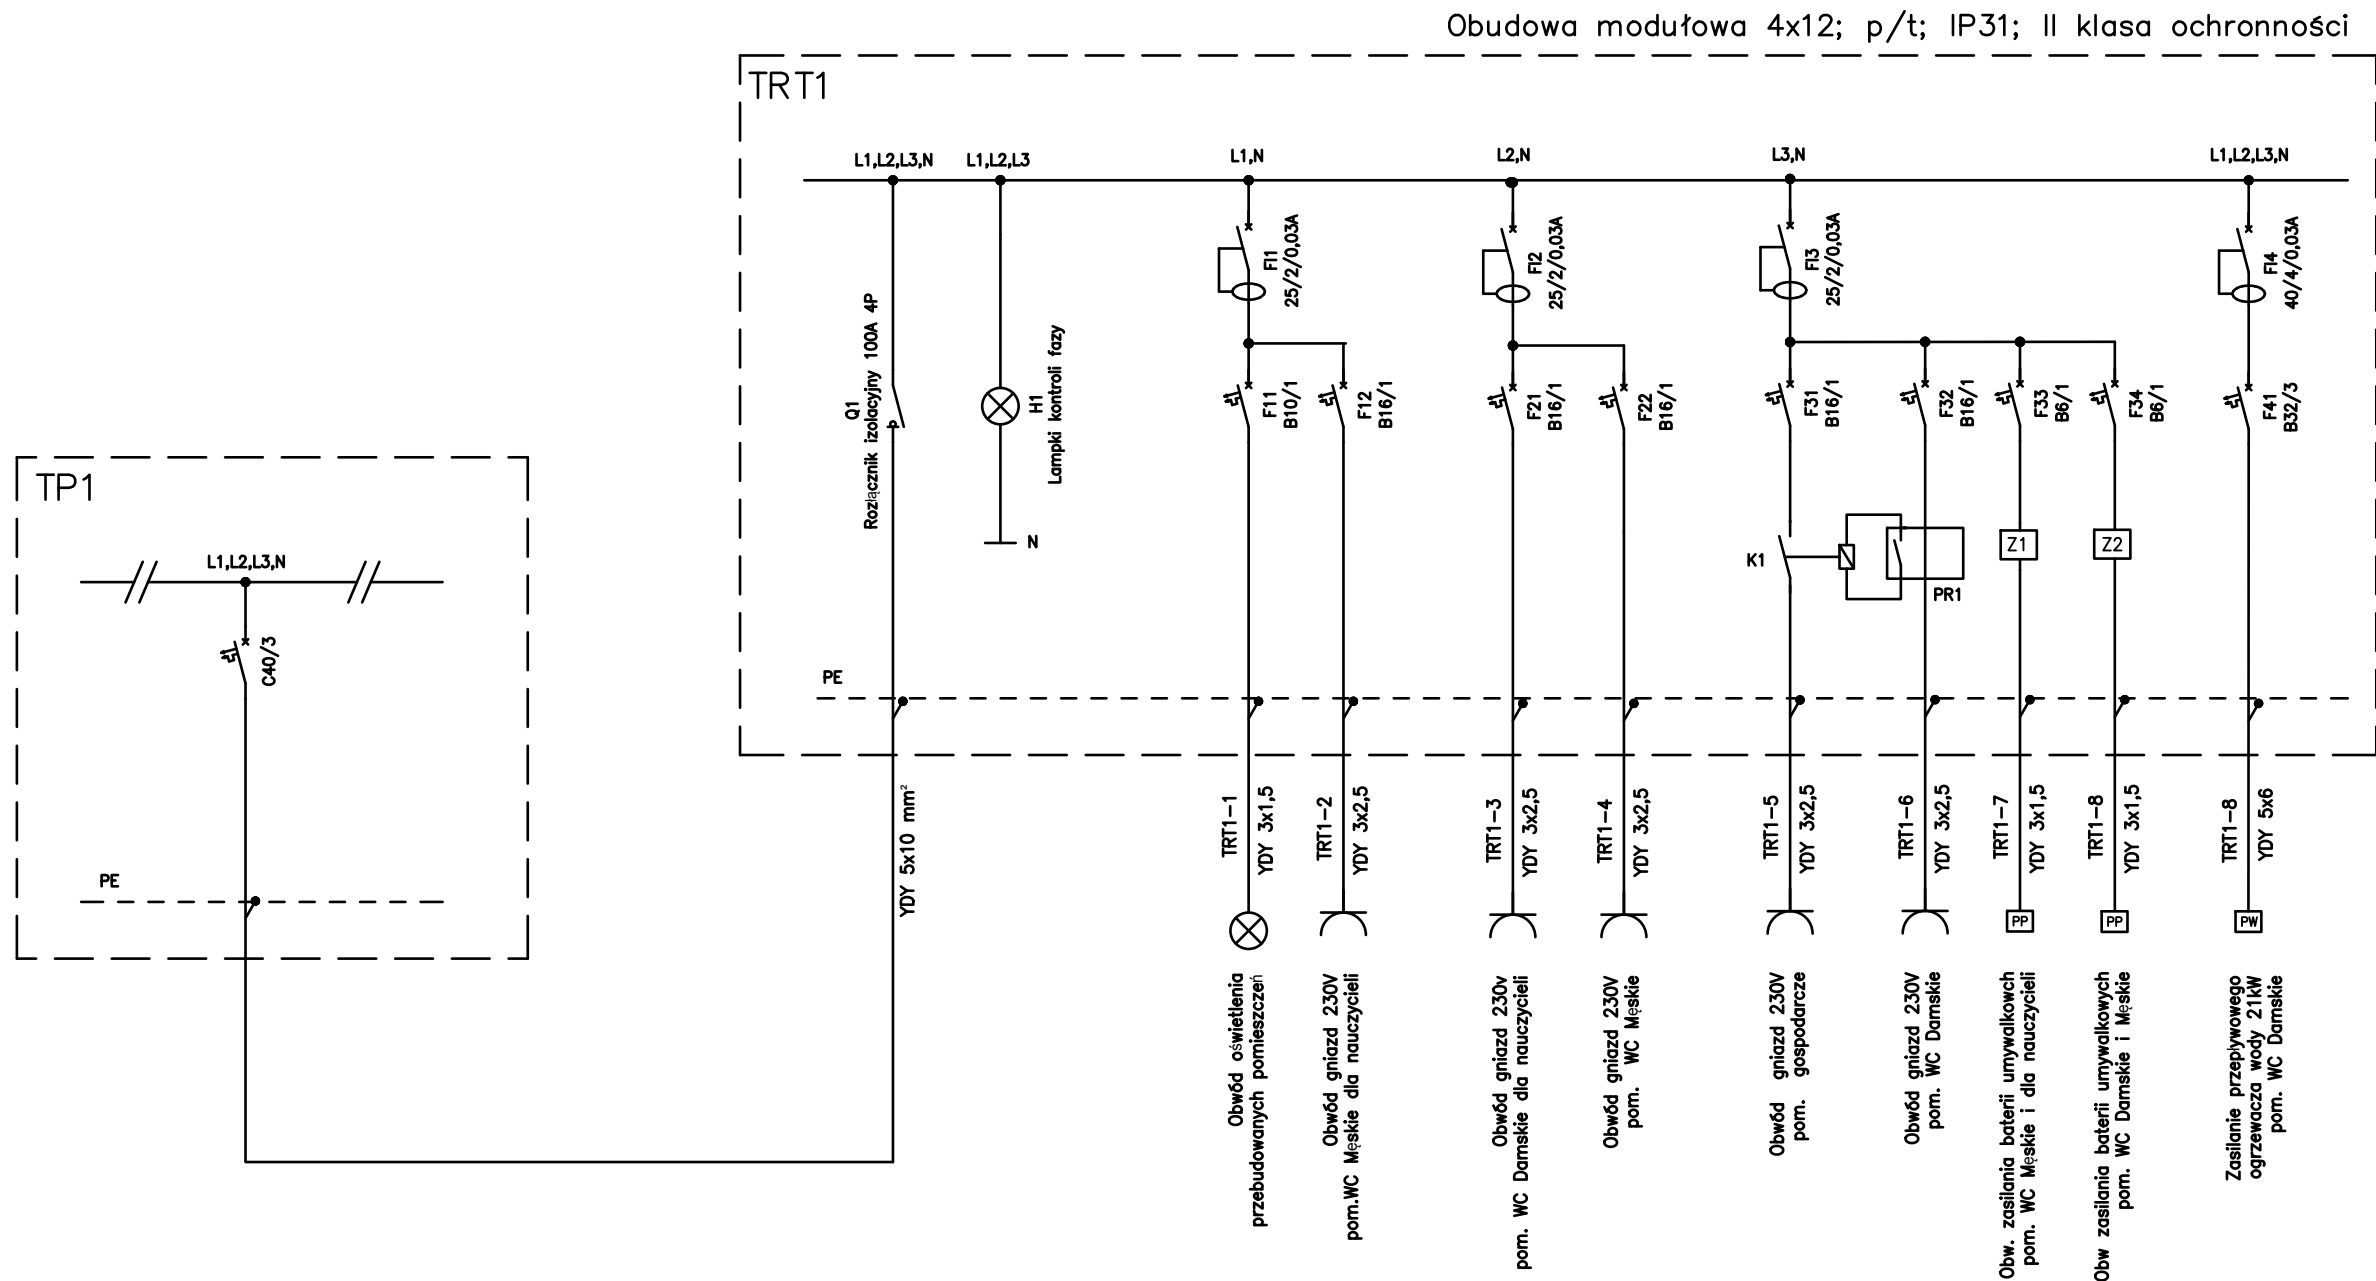 Obudowa modułowa 4x12; p/t; IP31; II klasa ochronności
TRT1
L1,L2,L3,N
L1,L2,L3
L1,N
L2,N
L3,N
L1,L2,L3,N
Q1
Rozłącznik izolacyjny 100A 4P
H1
Lampki kontroli fazy
N
FI1
25/2/0,03A
FI2
25/2/0,03A
FI3
25/2/0,03A
FI4
40/4/0,03A
F11
B10/1
F12
B16/1
F21
B16/1
F22
B16/1
F31
B16/1
F32
B16/1
F33
B6/1
F34
B6/1
F41
B32/3
K1
PR1
Z1
Z2
PE
TP1
L1,L2,L3,N
C40/3
PE
YDY 5x10 mm²
TRT1-1
YDY 3x1,5
TRT1-2
YDY 3x2,5
TRT1-3
YDY 3x2,5
TRT1-4
YDY 3x2,5
TRT1-5
YDY 3x2,5
TRT1-6
YDY 3x2,5
TRT1-7
YDY 3x1,5
TRT1-8
YDY 3x1,5
TRT1-8
YDY 5x6
PP
PP
PW
Obwód oświetlenia
przebudowanych pomieszczeń
Obwód gniazd 230V
pom.WC Męskie dla nauczycieli
Obwód gniazd 230v
pom. WC Damskie dla nauczycieli
Obwód gniazd 230V
pom. WC Męskie
Obwód gniazd 230V
pom. gospodarcze
Obwód gniazd 230V
pom. WC Damskie
Obw. zasilania baterii umywalkowch
pom. WC Męskie i dla nauczycieli
Obw zasilania baterii umywalkowych
pom. WC Damskie i Męskie
Zasilanie przepływowego
ogrzewacza wody 21kW
pom. WC Damskie